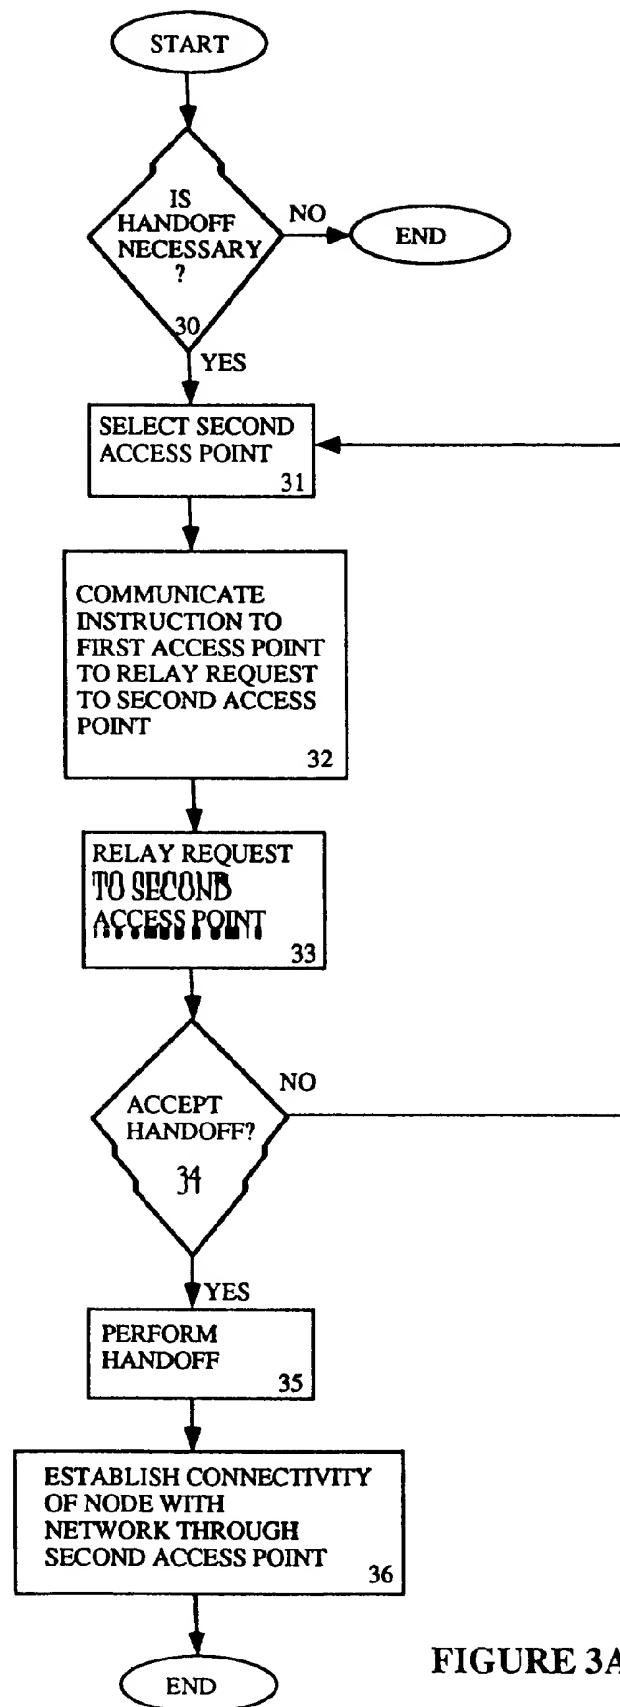 START
IS
HANDOFF
NECESSARY
?
30
NO
END
YES
SELECT SECOND
ACCESS POINT
31
COMMUNICATE
INSTRUCTION TO
FIRST ACCESS POINT
TO RELAY REQUEST
TO SECOND ACCESS
POINT
32
RELAY REQUEST
TO SECOND
ACCESS POINT
33
ACCEPT
HANDOFF?
34
NO
YES
PERFORM
HANDOFF
35
ESTABLISH CONNECTIVITY
OF NODE WITH
NETWORK THROUGH
SECOND ACCESS POINT
36
END
FIGURE 3A